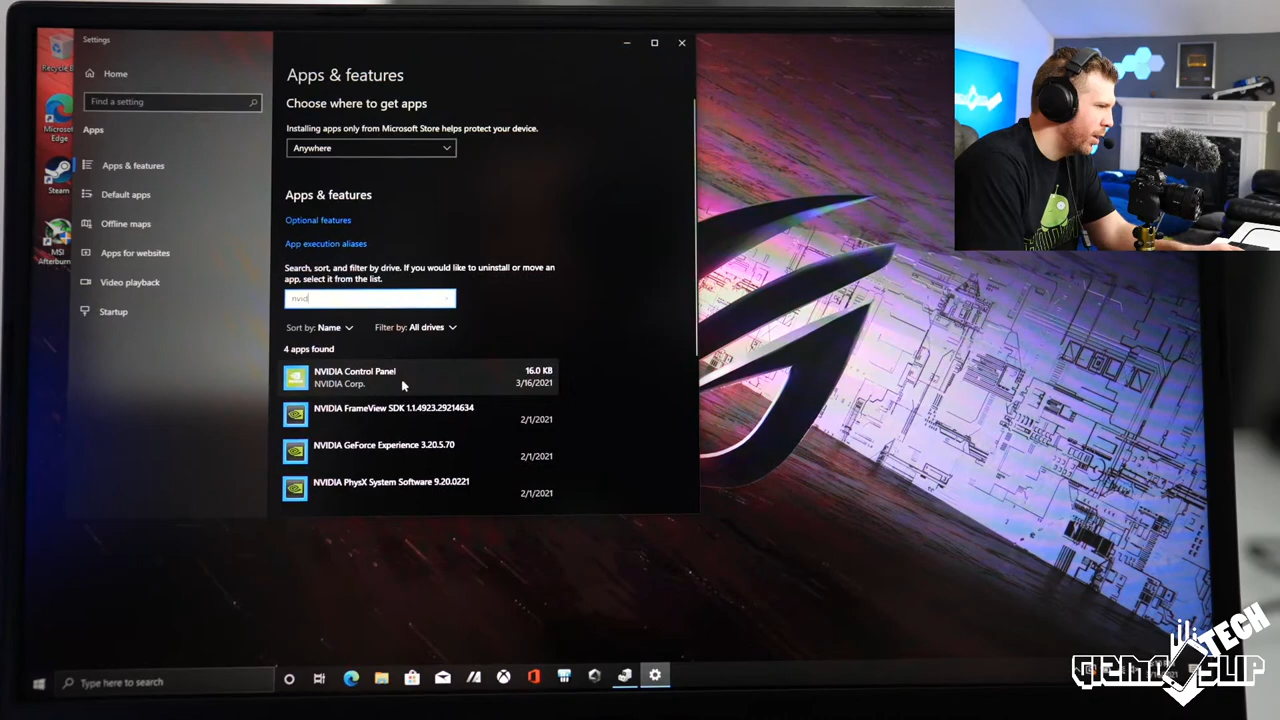 Settings
Home
Find a setting
Apps
Apps & features
Default apps
Offline maps
Apps for websites
Video playback
Startup
Apps & features
Choose where to get apps
Installing apps only from Microsoft Store helps protect your device.
Anywhere
Apps & features
Optional features
App execution aliases
Search, sort, and filter by drive. If you would like to uninstall or move an
app, select it from the list.
nvid
Sort by: Name
Filter by: All drives
4 apps found
NVIDIA Control Panel
16.0 KB
NVIDIA Corp.
3/16/2021
NVIDIA FrameView SDK 1.1.4923.29214634
2/1/2021
NVIDIA GeForce Experience 3.20.5.70
2/1/2021
NVIDIA PhysX System Software 9.20.0221
2/1/2021
Steam
MSI
Type here to search
TECH
GIZMO SLIP